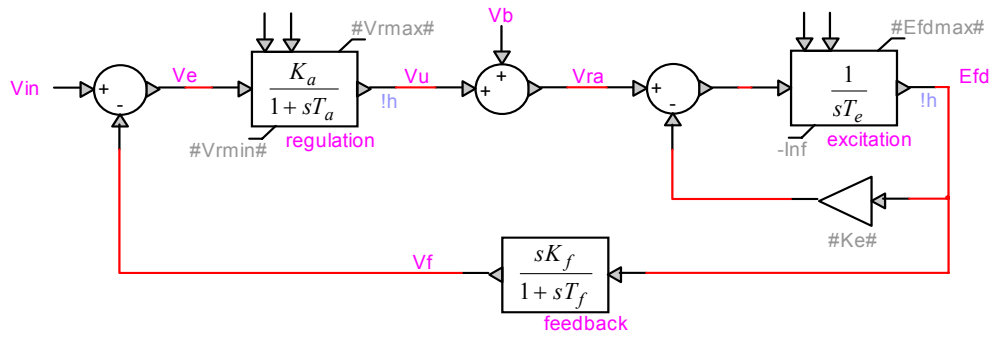 #Vrmax#
Vb
#Efdmax#
Vin
+
-
Ve
K_a
1 + sT_a
Vu
!h
+
+
Vra
+
-
1
sT_e
Efd
!h
#Vrmin#
regulation
-Inf
excitation
#Ke#
Vf
sK_f
1 + sT_f
feedback